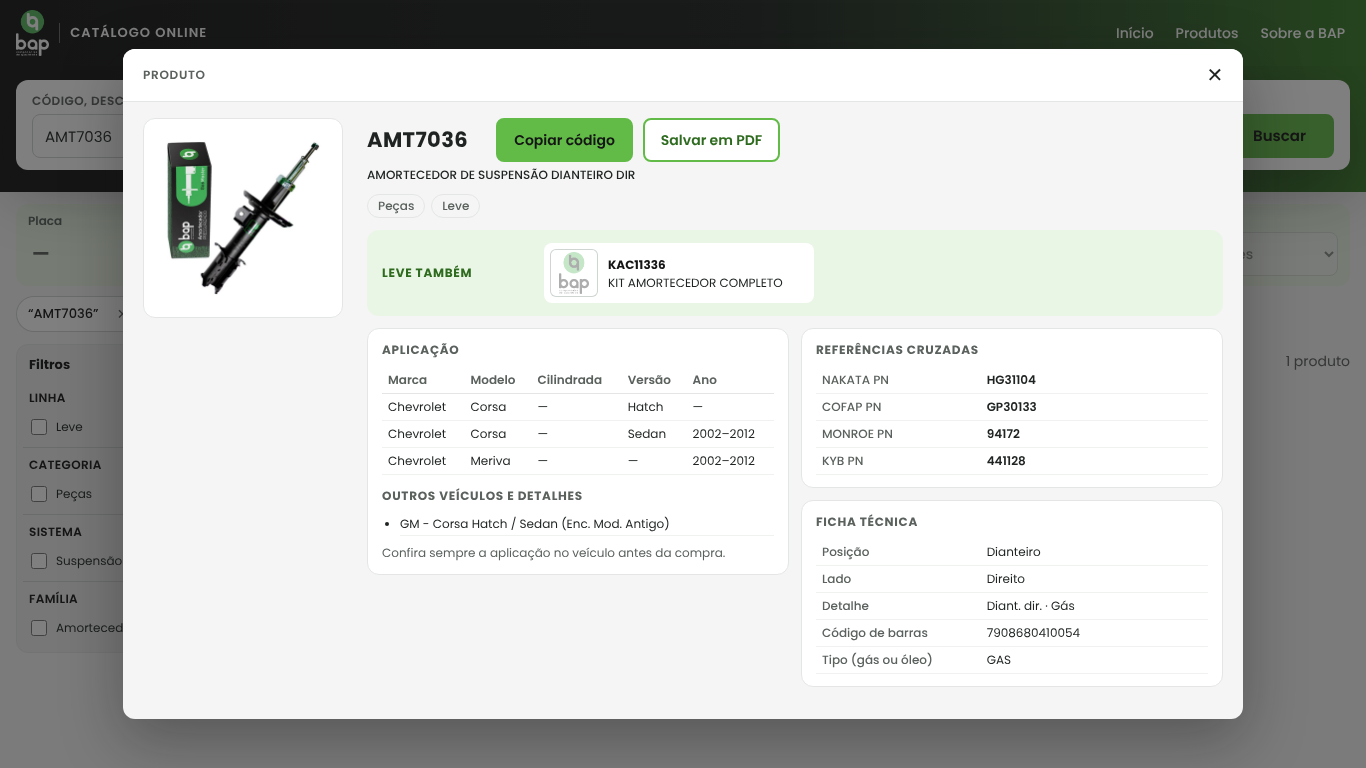 bap
CATÁLOGO ONLINE
Início
Produtos
Sobre a BAP
CÓDIGO, DESC
AMT7036
Buscar
Placa
—
"AMT7036"
1 produto
Filtros
LINHA
Leve
CATEGORIA
Peças
SISTEMA
Suspensão
FAMÍLIA
Amorteced
PRODUTO
✕
bap
Amortecedor
AMT7036
Copiar código
Salvar em PDF
AMORTECEDOR DE SUSPENSÃO DIANTEIRO DIR
Peças
Leve
LEVE TAMBÉM
bap
KAC11336
KIT AMORTECEDOR COMPLETO
APLICAÇÃO
Marca Modelo Cilindrada Versão Ano
Chevrolet Corsa — Hatch —
Chevrolet Corsa — Sedan 2002–2012
Chevrolet Meriva — — 2002–2012
OUTROS VEÍCULOS E DETALHES
• GM - Corsa Hatch / Sedan (Enc. Mod. Antigo)
Confira sempre a aplicação no veículo antes da compra.
REFERÊNCIAS CRUZADAS
NAKATA PN HG31104
COFAP PN GP30133
MONROE PN 94172
KYB PN 441128
FICHA TÉCNICA
Posição Dianteiro
Lado Direito
Detalhe Diant. dir. · Gás
Código de barras 7908680410054
Tipo (gás ou óleo) GAS